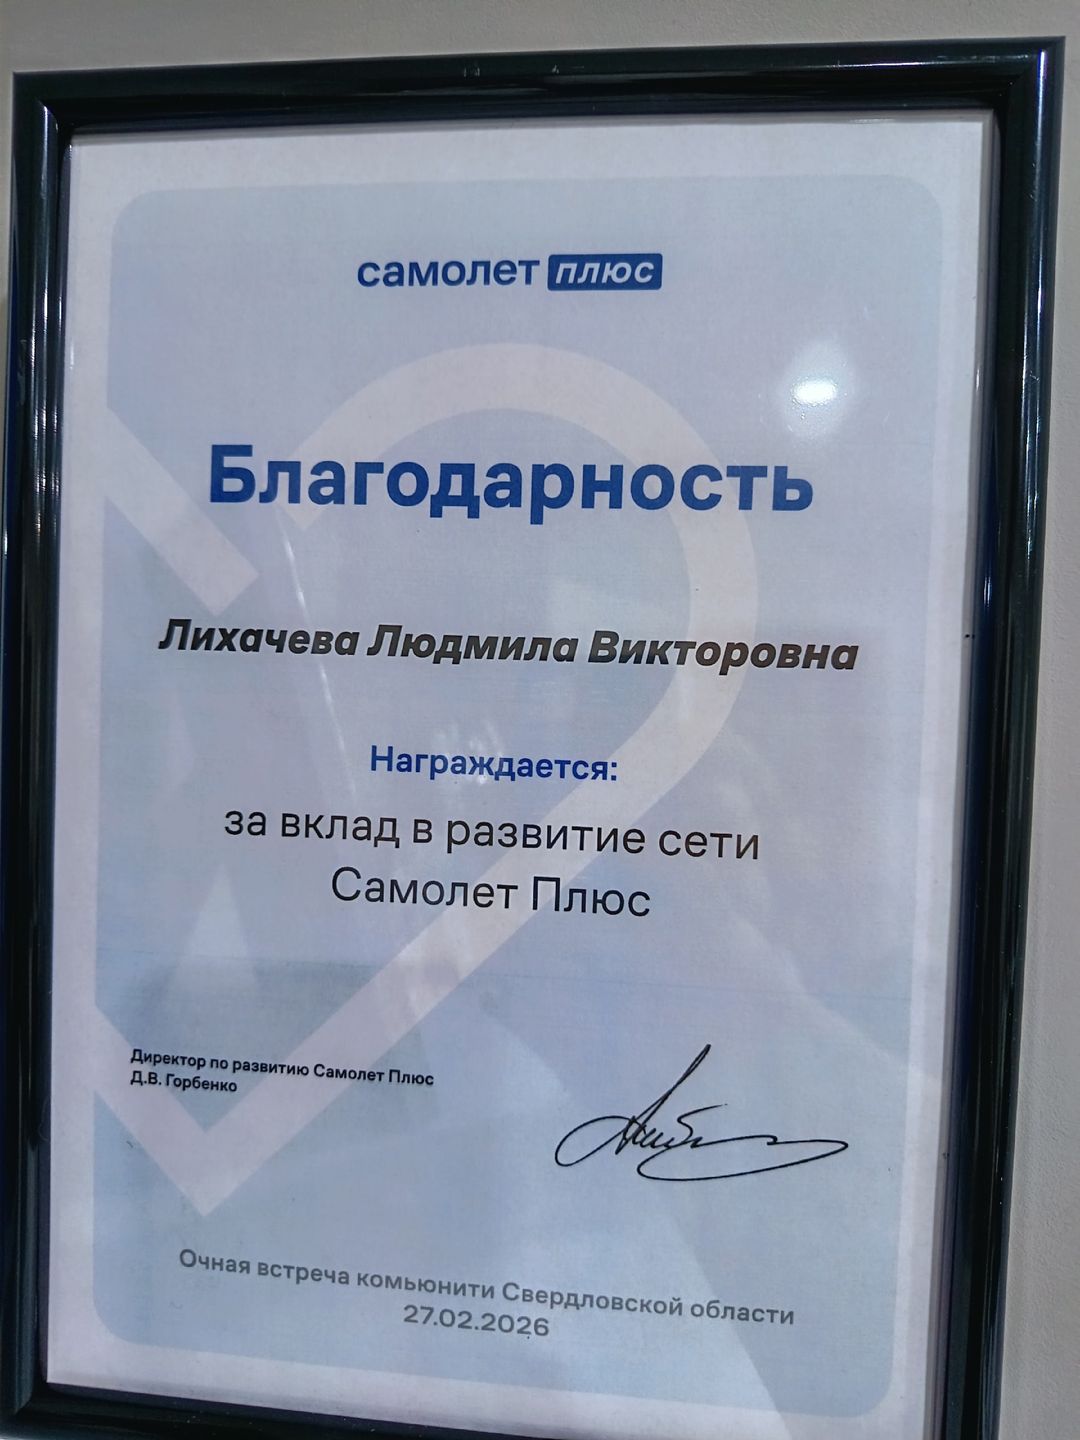 самолет плюс
Благодарность
Лихачева Людмила Викторовна
Награждается:
за вклад в развитие сети
Самолет Плюс
Директор по развитию Самолет Плюс
Д.В. Горбенко
Очная встреча комьюнити Свердловской области
27.02.2026